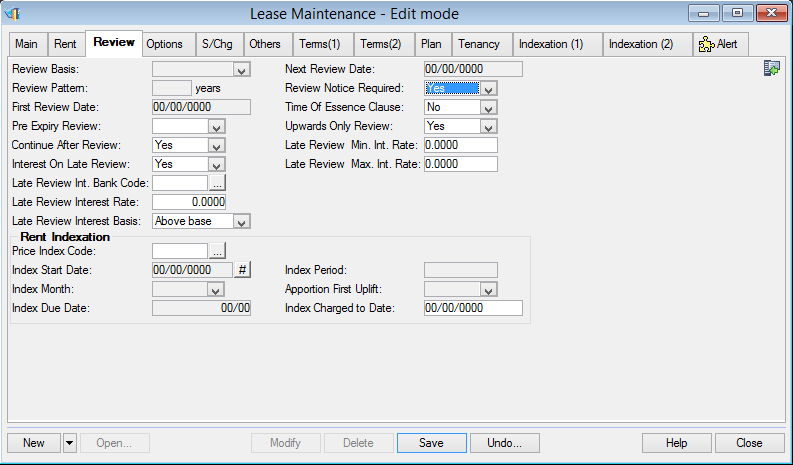 Lease Maintenance - Edit mode
Main Rent Review Options S/Chg Others Terms(1) Terms(2) Plan Tenancy Indexation (1) Indexation (2) Alert
Review Basis: Next Review Date: 00/00/0000
Review Pattern: years Review Notice Required: Yes
First Review Date: 00/00/0000 Time Of Essence Clause: No
Pre Expiry Review: Upwards Only Review: Yes
Continue After Review: Yes Late Review Min. Int. Rate: 0.0000
Interest On Late Review: Yes Late Review Max. Int. Rate: 0.0000
Late Review Int. Bank Code: ...
Late Review Interest Rate: 0.0000
Late Review Interest Basis: Above base
Rent Indexation
Price Index Code: ...
Index Start Date: 00/00/0000 # Index Period:
Index Month: Apportion First Uplift:
Index Due Date: 00/00 Index Charged to Date: 00/00/0000
New Open... Modify Delete Save Undo... Help Close